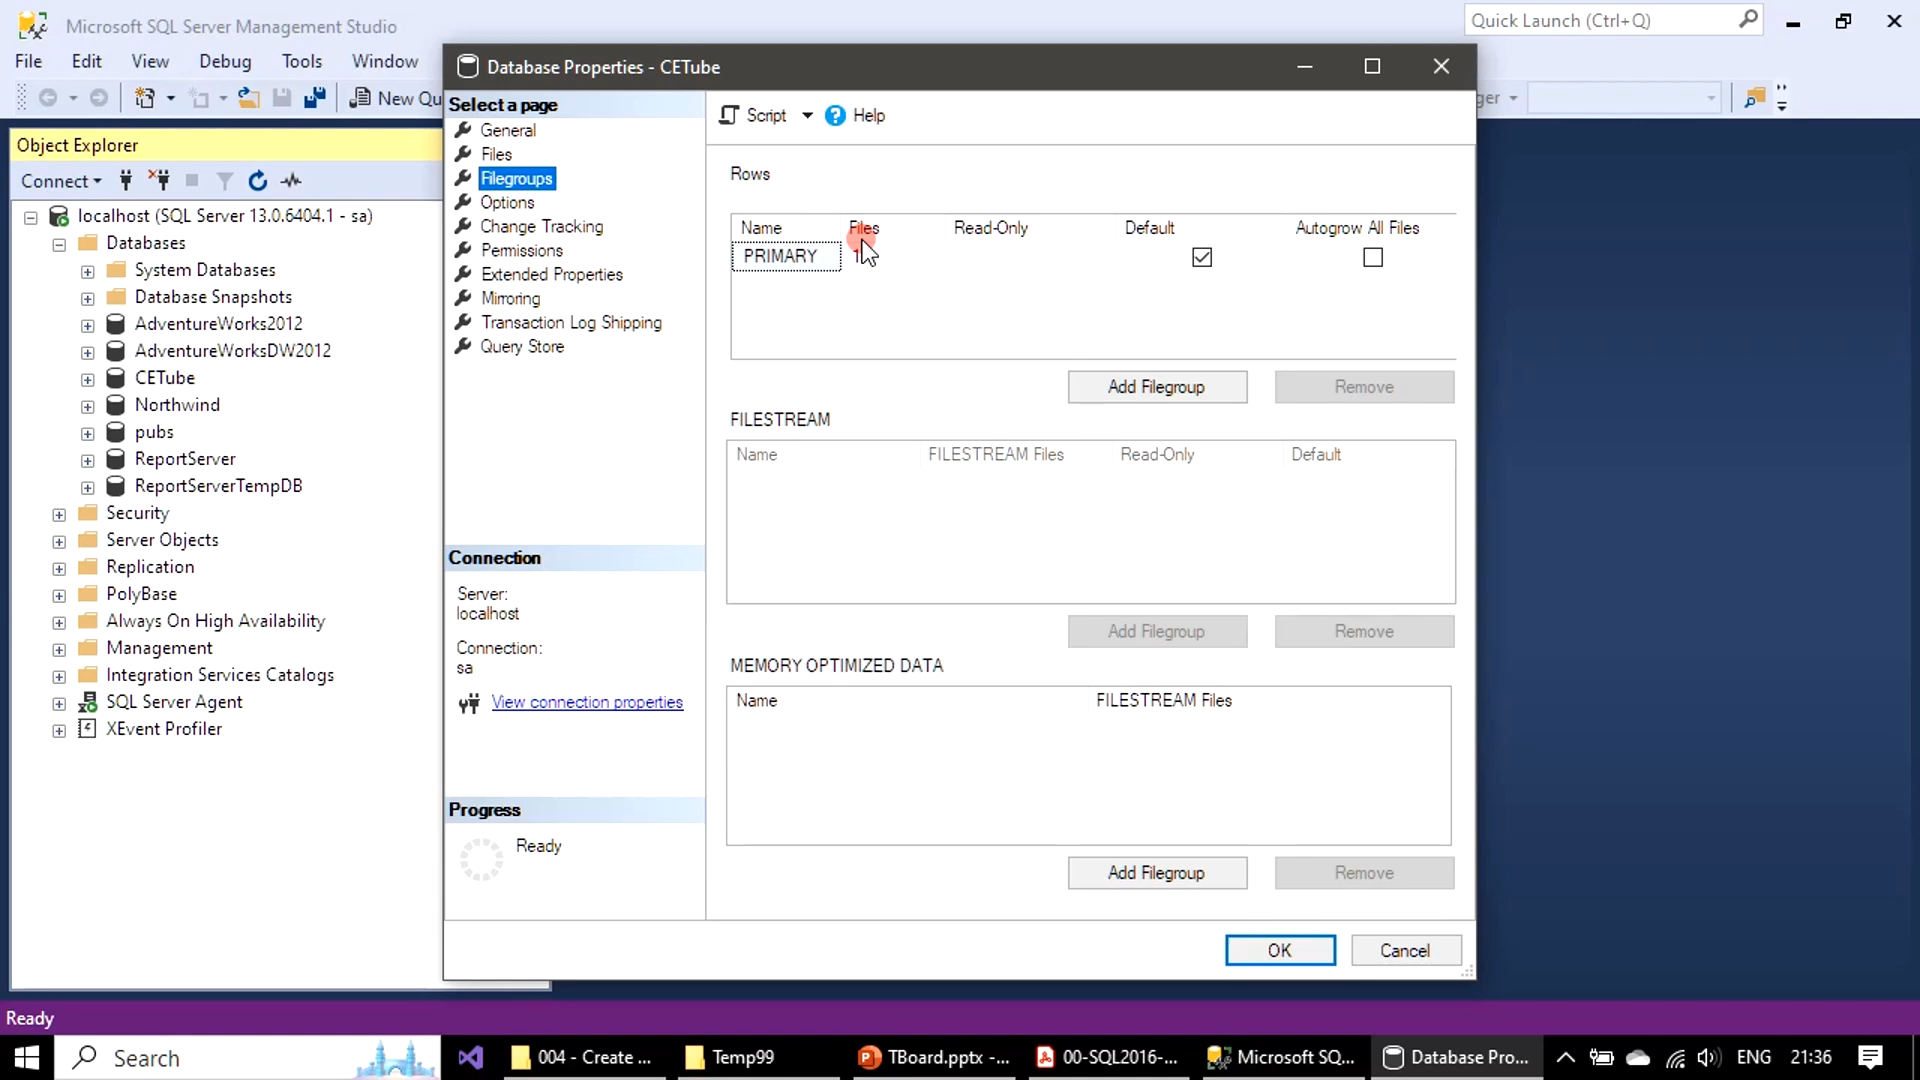 Microsoft SQL Server Management Studio
Quick Launch (Ctrl+Q)
File Edit View Debug Tools Window
New Qu
ger
Object Explorer
Connect
localhost (SQL Server 13.0.6404.1 - sa)
Databases
System Databases
Database Snapshots
AdventureWorks2012
AdventureWorksDW2012
CETube
Northwind
pubs
ReportServer
ReportServerTempDB
Security
Server Objects
Replication
PolyBase
Always On High Availability
Management
Integration Services Catalogs
SQL Server Agent
XEvent Profiler
Database Properties - CETube
Select a page
General
Files
Filegroups
Options
Change Tracking
Permissions
Extended Properties
Mirroring
Transaction Log Shipping
Query Store
Connection
Server:
localhost
Connection:
sa
View connection properties
Progress
Ready
Script Help
Rows
Name Files Read-Only Default Autogrow All Files
PRIMARY
Add Filegroup Remove
FILESTREAM
Name FILESTREAM Files Read-Only Default
Add Filegroup Remove
MEMORY OPTIMIZED DATA
Name FILESTREAM Files
Add Filegroup Remove
OK Cancel
Ready
Search
004 - Create ...
Temp99
TBoard.pptx -...
00-SQL2016-...
Microsoft SQ...
Database Pro...
ENG 21:36